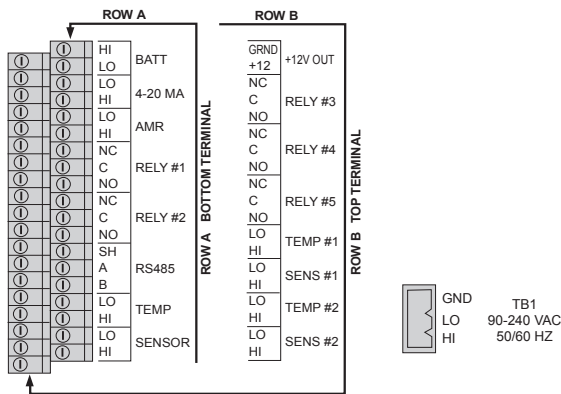 ROW A
HI
LO
BATT
LO
HI
4-20 MA
LO
HI
AMR
NC
C
NO
RELY #1
NC
C
NO
RELY #2
SH
A
B
RS485
LO
HI
TEMP
LO
HI
SENSOR
ROW A BOTTOM TERMINAL
ROW B
GRND
+12
+12V OUT
NC
C
NO
RELY #3
NC
C
NO
RELY #4
NC
C
NO
RELY #5
LO
HI
TEMP #1
LO
HI
SENS #1
LO
HI
TEMP #2
LO
HI
SENS #2
ROW B TOP TERMINAL
GND
LO
HI
TB1
90-240 VAC
50/60 HZ